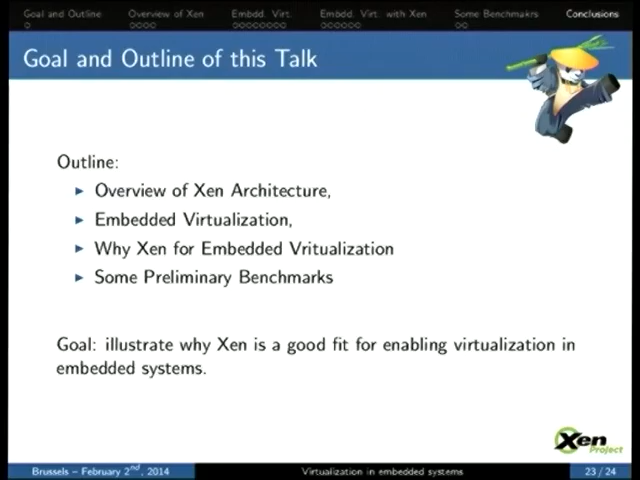 Goal and Outline Overview of Xen Embdd. Virt. Embdd. Virt. with Xen Some Benchmakrs Conclusions
Goal and Outline of this Talk
Outline:
Overview of Xen Architecture,
Embedded Virtualization,
Why Xen for Embedded Vritualization
Some Preliminary Benchmarks
Goal: illustrate why Xen is a good fit for enabling virtualization in
embedded systems.
Xen
Project
Brussels – February 2nd, 2014 Virtualization in embedded systems 23 / 24